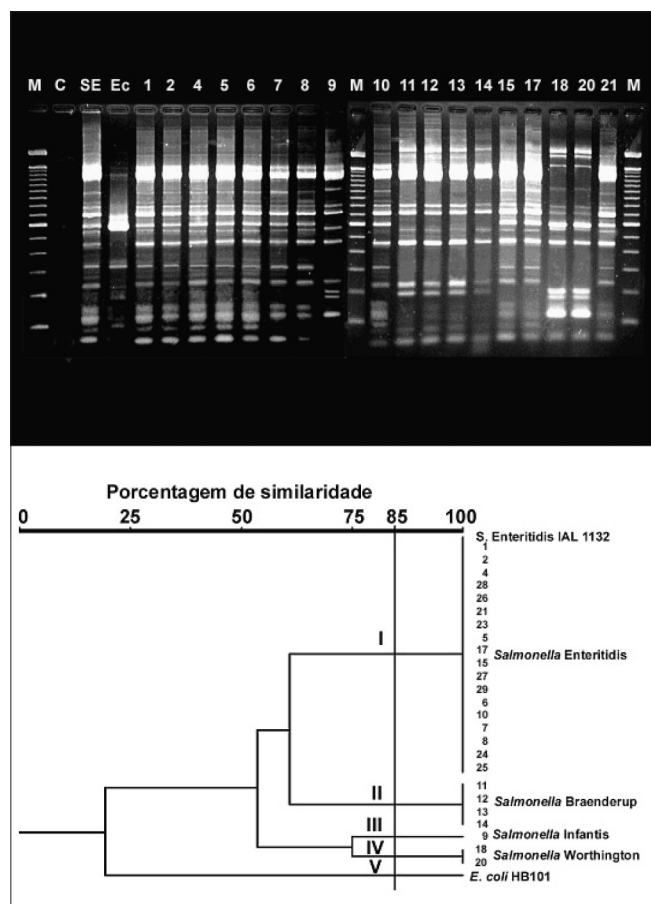 M C SE Ec 1 2 4 5 6 7 8 9 M 10 11 12 13 14 15 17 18 20 21 M
Porcentagem de similaridade
0 25 50 75 85 100
S. Enteritidis IAL 1132
1
2
4
28
26
21
23
5
I
17
Salmonella Enteritidis
15
27
29
6
10
7
8
24
25
11
II
12
Salmonella Braenderup
13
14
III
9 Salmonella Infantis
IV
18
Salmonella Worthington
20
V
E. coli HB101